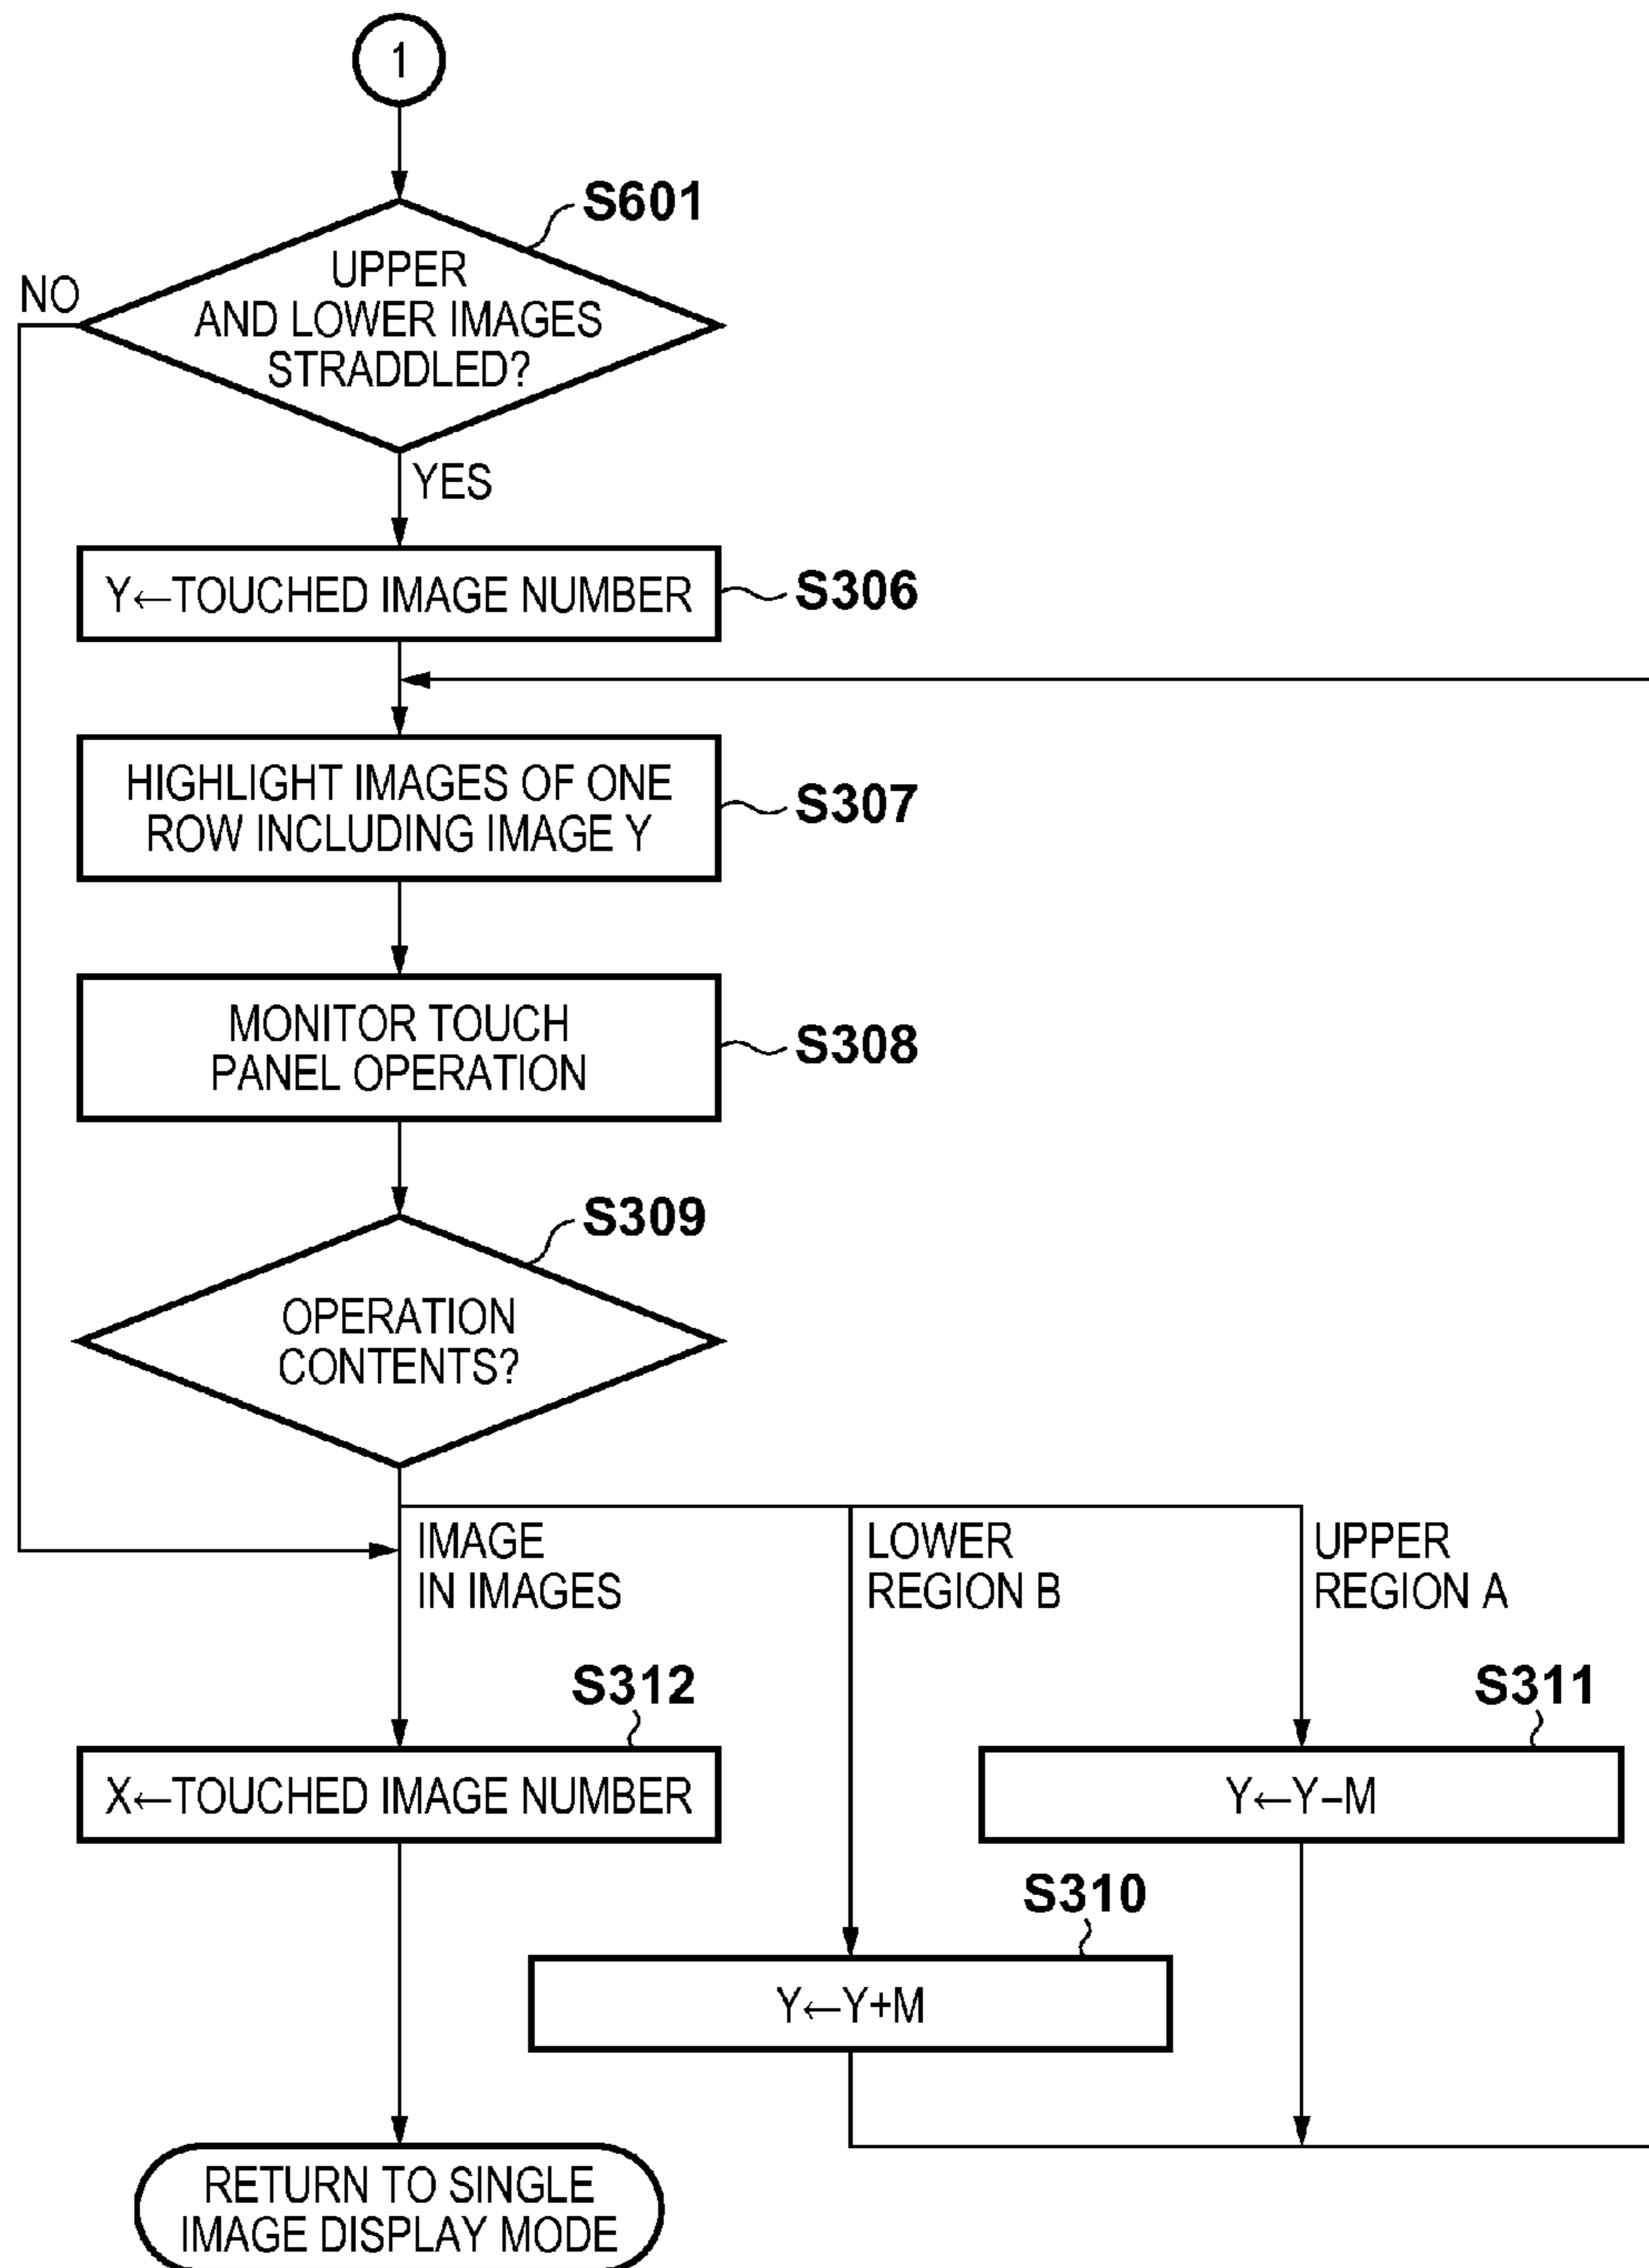 1
S601
UPPER
AND LOWER IMAGES
STRADDLED?
NO
YES
Y←TOUCHED IMAGE NUMBER
S306
HIGHLIGHT IMAGES OF ONE
ROW INCLUDING IMAGE Y
S307
MONITOR TOUCH
PANEL OPERATION
S308
S309
OPERATION
CONTENTS?
IMAGE
IN IMAGES
LOWER
REGION B
UPPER
REGION A
S312
X←TOUCHED IMAGE NUMBER
S311
Y←Y−M
S310
Y←Y+M
RETURN TO SINGLE
IMAGE DISPLAY MODE